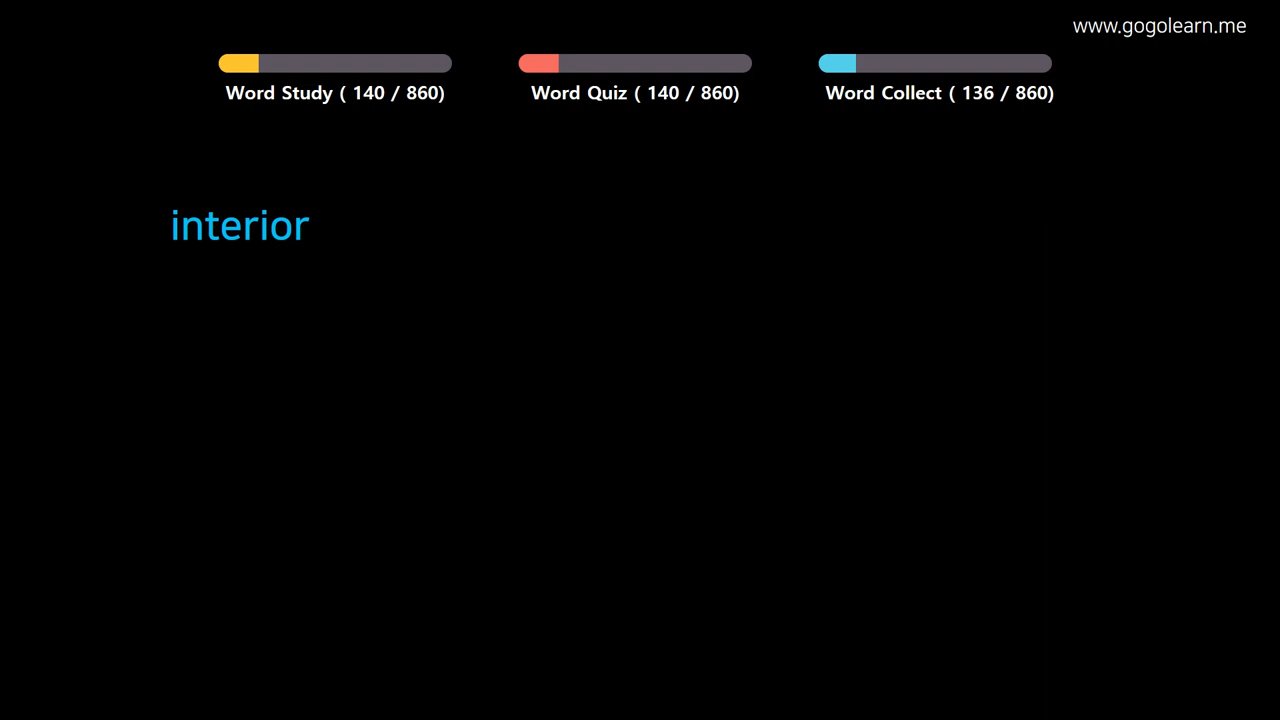 www.gogolearn.me
Word Study ( 140 / 860)
Word Quiz ( 140 / 860)
Word Collect ( 136 / 860)
interior